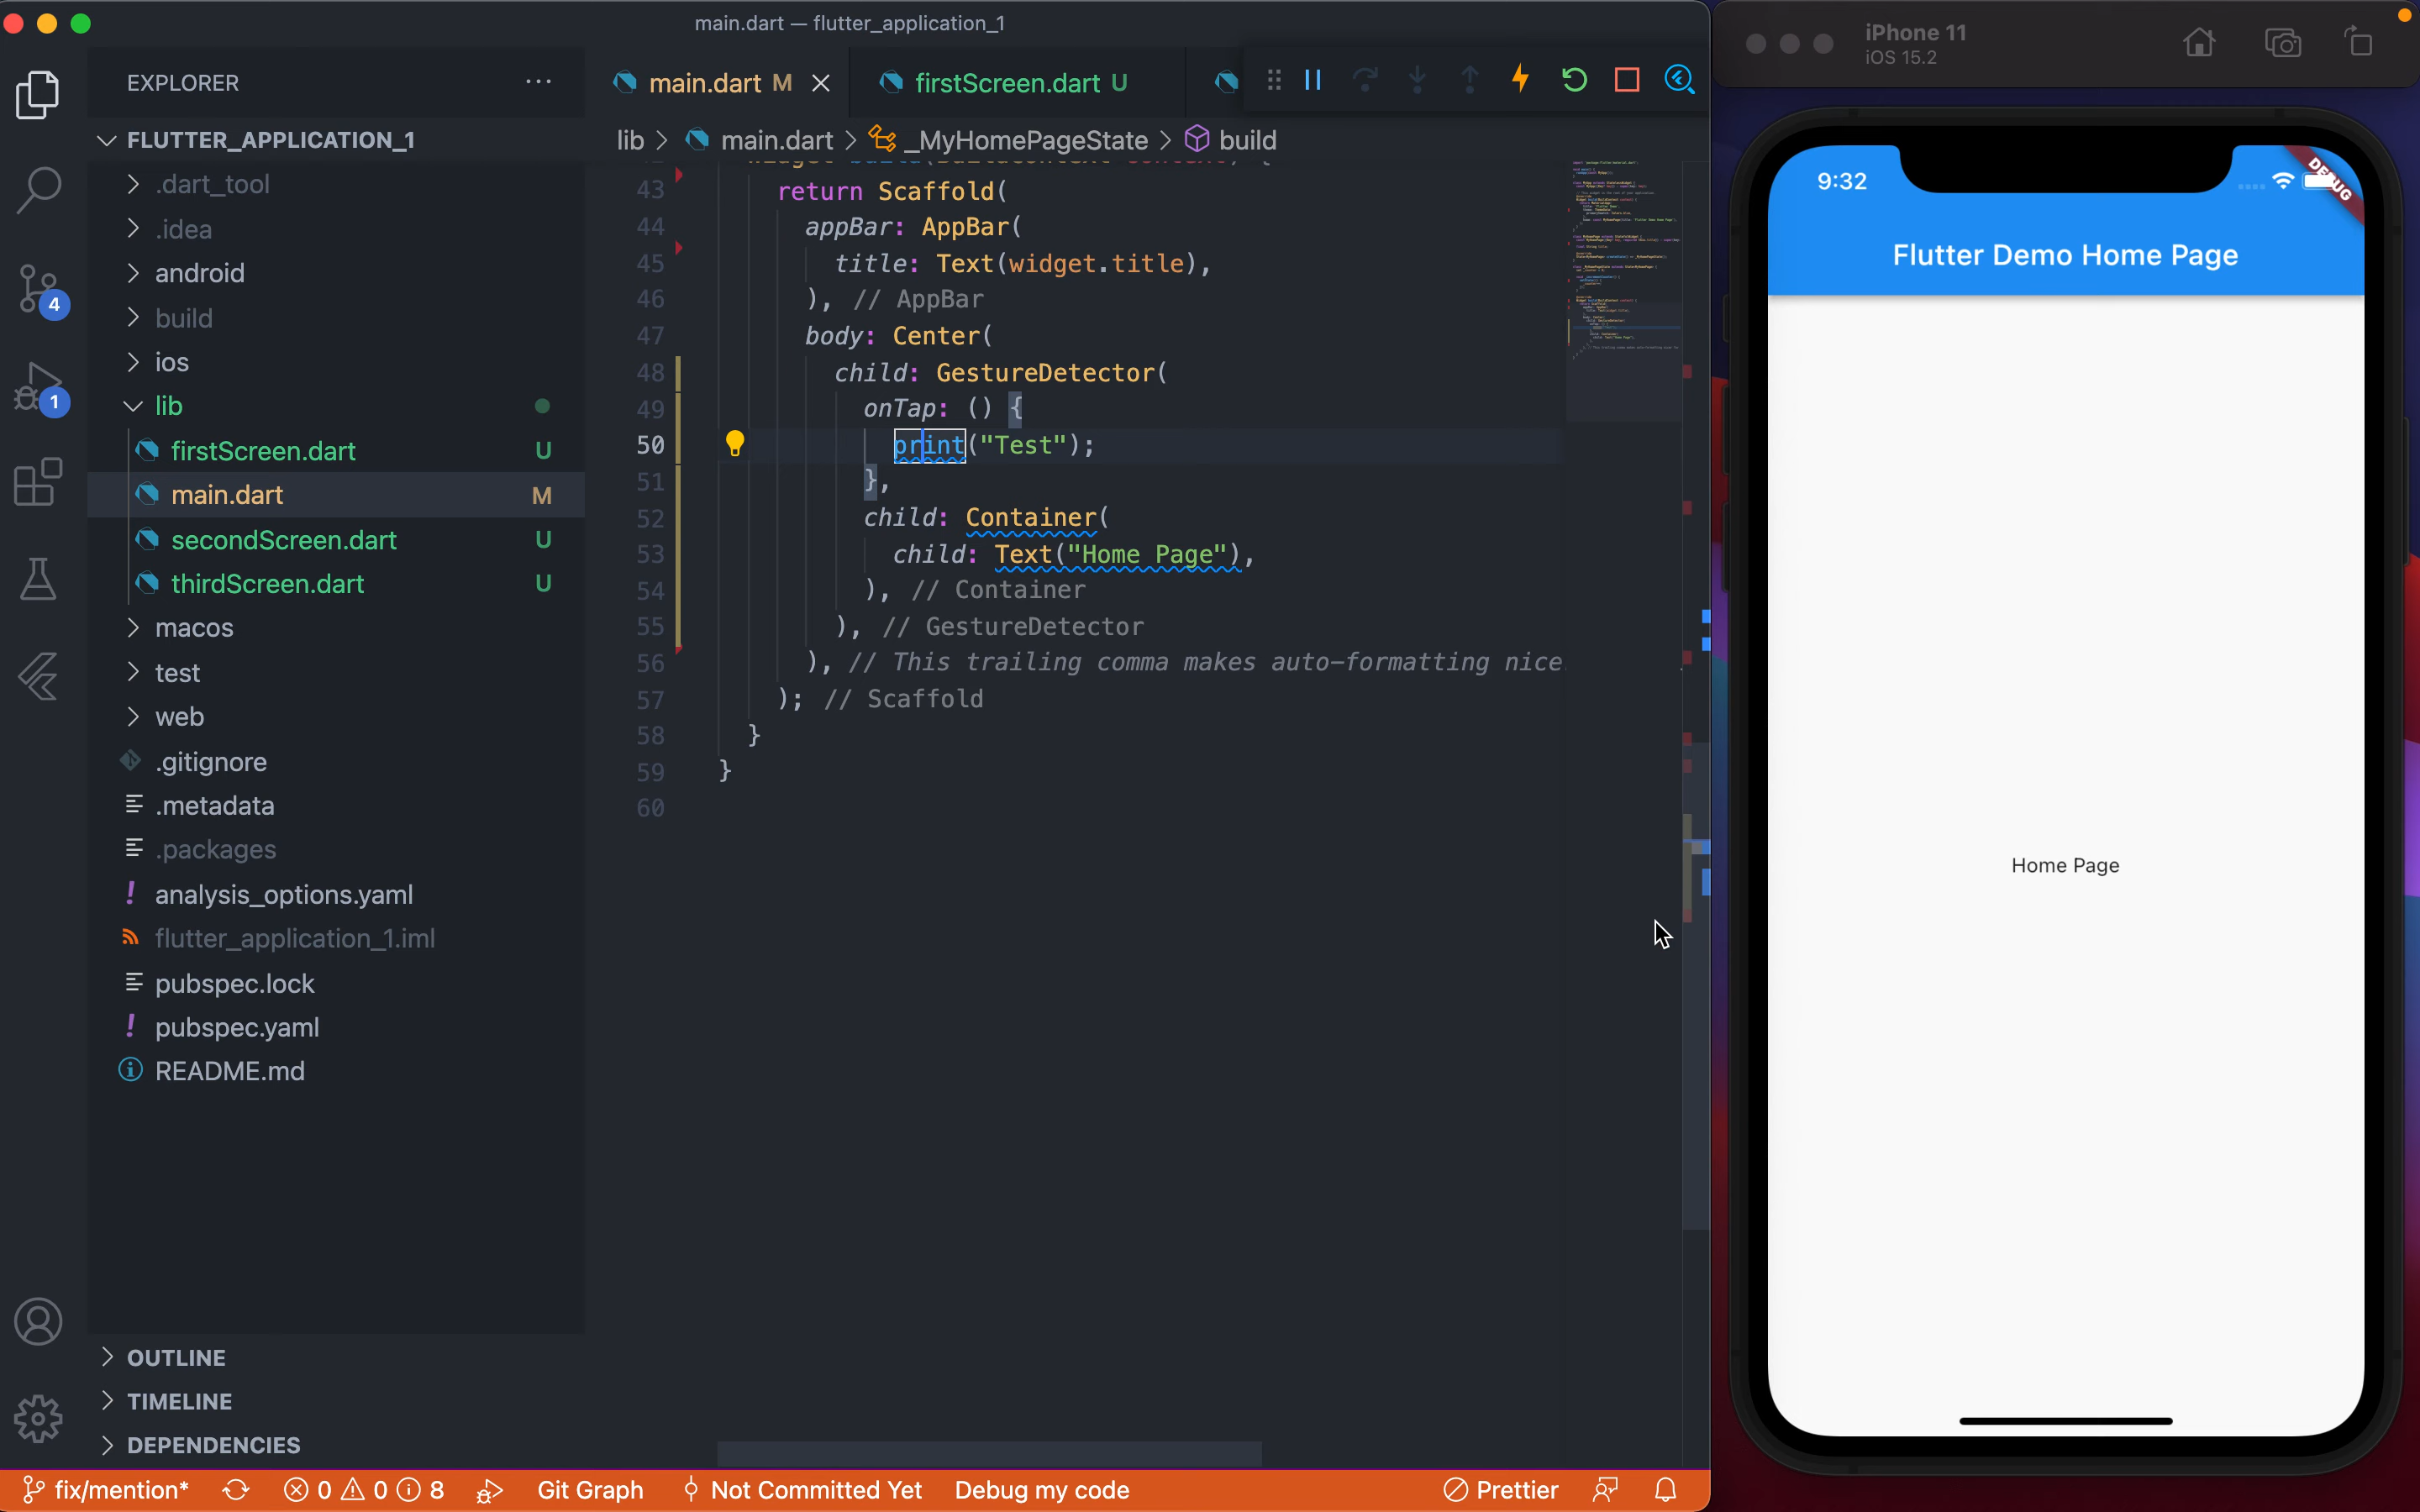 main.dart — flutter_application_1
EXPLORER
FLUTTER_APPLICATION_1
.dart_tool
.idea
android
build
ios
lib
firstScreen.dart U
main.dart M
secondScreen.dart U
thirdScreen.dart U
macos
test
web
.gitignore
.metadata
.packages
analysis_options.yaml
flutter_application_1.iml
pubspec.lock
pubspec.yaml
README.md
OUTLINE
TIMELINE
DEPENDENCIES
4
1
main.dart M
firstScreen.dart U
lib > main.dart > _MyHomePageState > build
43 return Scaffold(
44 appBar: AppBar(
45 title: Text(widget.title),
46 ), // AppBar
47 body: Center(
48 child: GestureDetector(
49 onTap: () {
50 print("Test");
51 },
52 child: Container(
53 child: Text("Home Page"),
54 ), // Container
55 ), // GestureDetector
56 ), // This trailing comma makes auto-formatting nice
57 ); // Scaffold
58 }
59 }
60
fix/mention* 0 0 8 Git Graph Not Committed Yet Debug my code Prettier
iPhone 11
iOS 15.2
9:32
DEBUG
Flutter Demo Home Page
Home Page